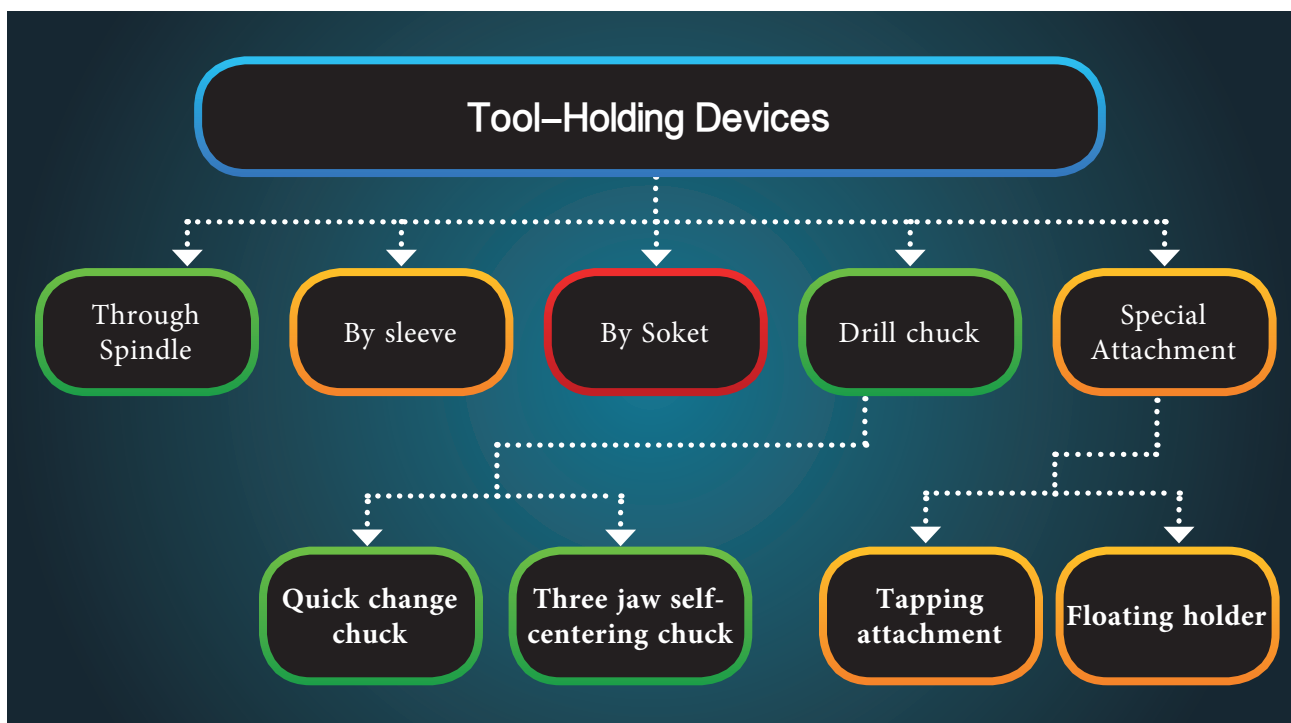 Tool–Holding Devices
Through
Spindle
By sleeve
By Soket
Drill chuck
Special
Attachment
Quick change
chuck
Three jaw self-
centering chuck
Tapping
attachment
Floating holder